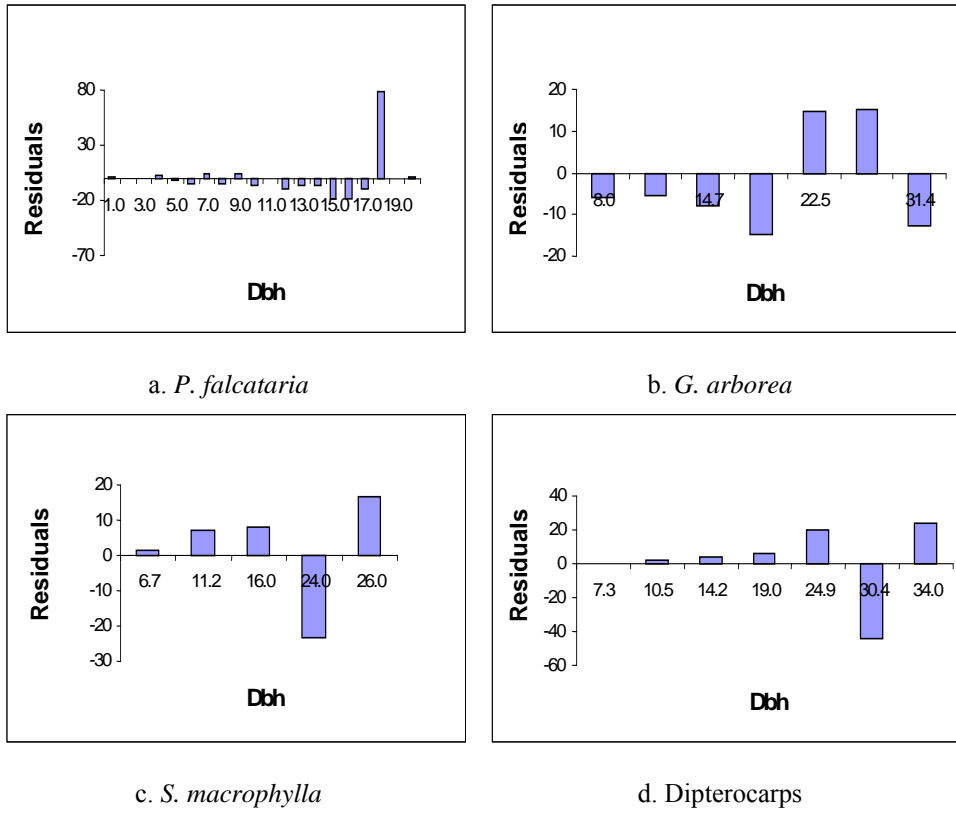 80
30
-20
-70
Residuals
1.0 3.0 5.0 7.0 9.0 11.0 13.0 15.0 17.0 19.0
Dbh
a. P. falcataria
20
10
0
-10
-20
Residuals
8.0 14.7 22.5 31.4
Dbh
b. G. arborea
20
10
0
-10
-20
-30
Residuals
6.7 11.2 16.0 24.0 26.0
Dbh
c. S. macrophylla
40
20
0
-20
-40
-60
Residuals
7.3 10.5 14.2 19.0 24.9 30.4 34.0
Dbh
d. Dipterocarps